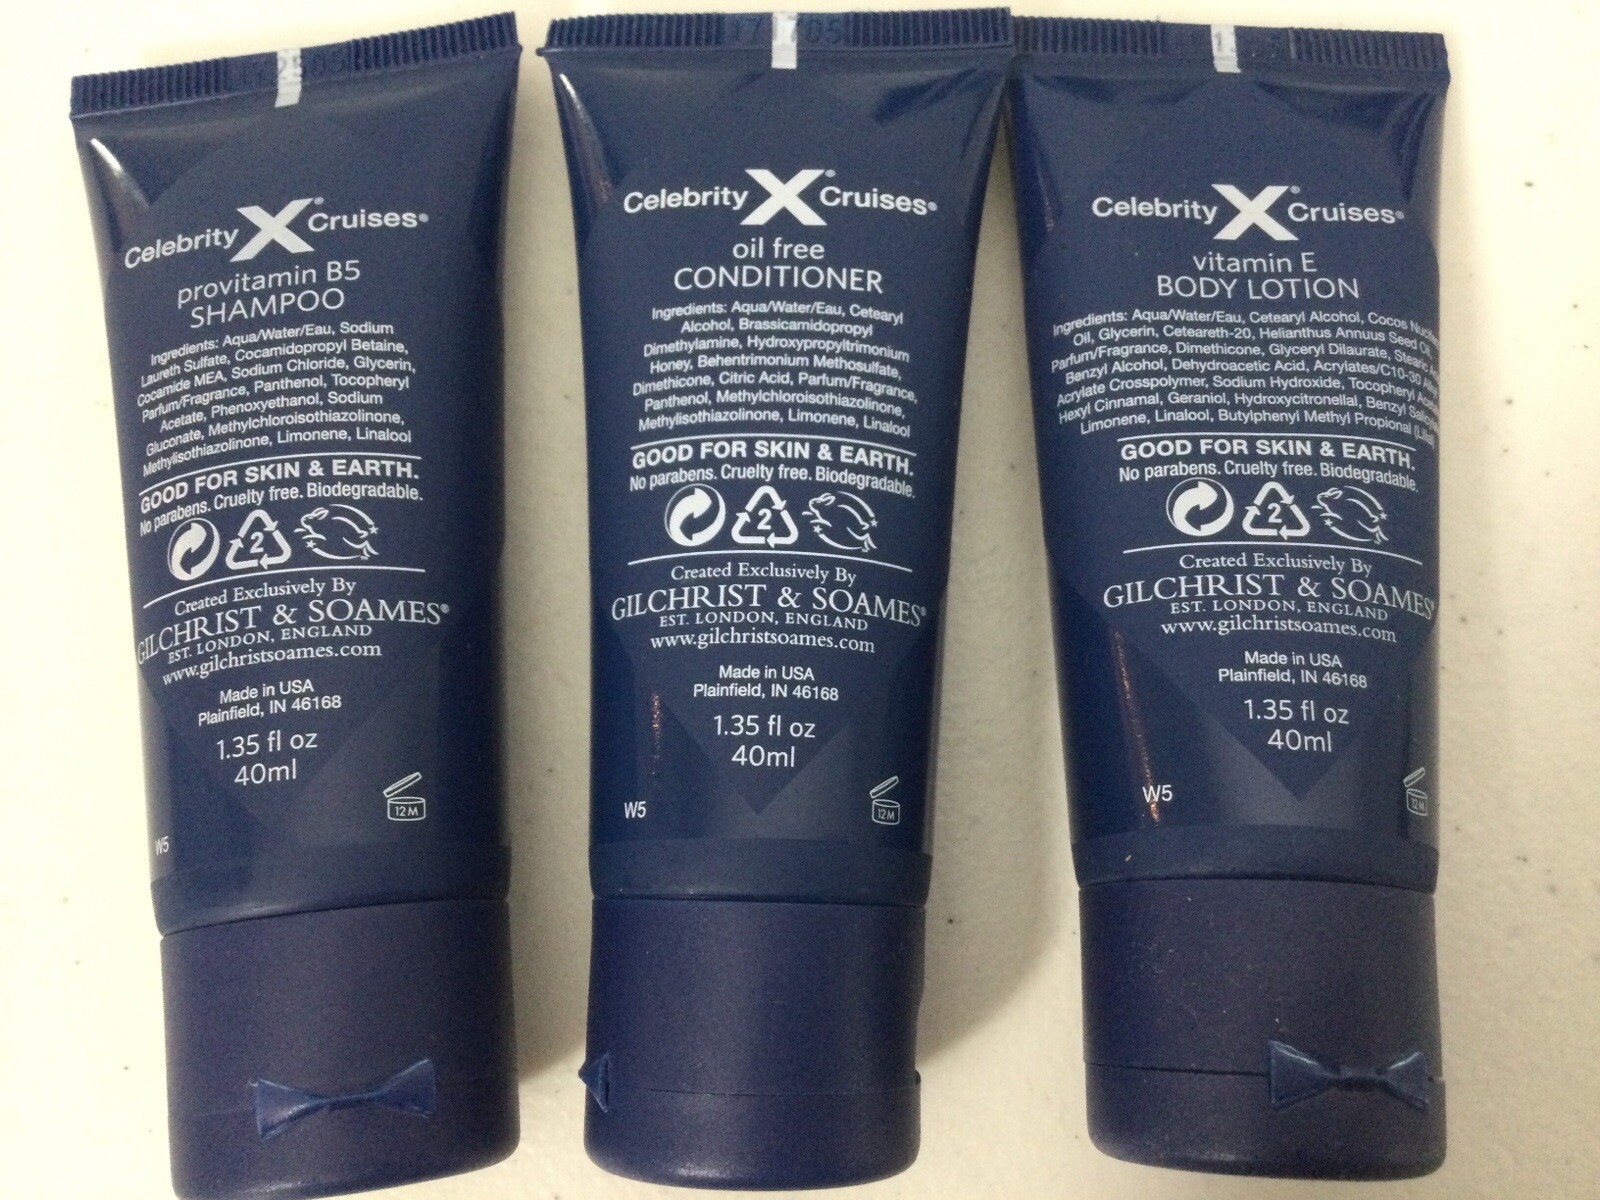 Celebrity X® Cruises®
provitamin B5
SHAMPOO
Ingredients: Aqua/Water/Eau, Sodium
Laureth Sulfate, Cocamidopropyl Betaine,
Cocamide MEA, Sodium Chloride, Glycerin,
Parfum/Fragrance, Panthenol, Tocopheryl
Acetate, Phenoxyethanol, Sodium
Gluconate, Methylchloroisothiazolinone,
Methylisothiazolinone, Limonene, Linalool
GOOD FOR SKIN & EARTH.
No parabens. Cruelty free. Biodegradable.
2
Created Exclusively By
GILCHRIST & SOAMES®
EST. LONDON, ENGLAND
www.gilchristsoames.com
Made in USA
Plainfield, IN 46168
1.35 fl oz
40ml
12M
W5
171705
Celebrity X® Cruises®
oil free
CONDITIONER
Ingredients: Aqua/Water/Eau, Cetearyl
Alcohol, Brassicamidopropyl
Dimethylamine, Hydroxypropyltrimonium
Honey, Behentrimonium Methosulfate,
Dimethicone, Citric Acid, Parfum/Fragrance,
Panthenol, Methylchloroisothiazolinone,
Methylisothiazolinone, Limonene, Linalool
GOOD FOR SKIN & EARTH.
No parabens. Cruelty free. Biodegradable.
2
Created Exclusively By
GILCHRIST & SOAMES®
EST. LONDON, ENGLAND
www.gilchristsoames.com
Made in USA
Plainfield, IN 46168
1.35 fl oz
40ml
W5
12M
Celebrity X® Cruises®
vitamin E
BODY LOTION
Ingredients: Aqua/Water/Eau, Cetearyl Alcohol, Cocos
Oil, Glycerin, Ceteareth-20, Helianthus Annuus Seed Oil,
Parfum/Fragrance, Dimethicone, Glyceryl Dilaurate,
Benzyl Alcohol, Dehydroacetic Acid, Acrylates/C10-30
Acrylate Crosspolymer, Sodium Hydroxide, Tocopheryl
Hexyl Cinnamal, Geraniol, Hydroxycitronellal, Benzyl
Limonene, Linalool, Butylphenyl Methyl Propional
GOOD FOR SKIN & EARTH.
No parabens. Cruelty free. Biodegradable.
2
Created Exclusively By
GILCHRIST & SOAMES®
EST. LONDON, ENGLAND
www.gilchristsoames.com
Made in USA
Plainfield, IN 46168
1.35 fl oz
40ml
W5
12M